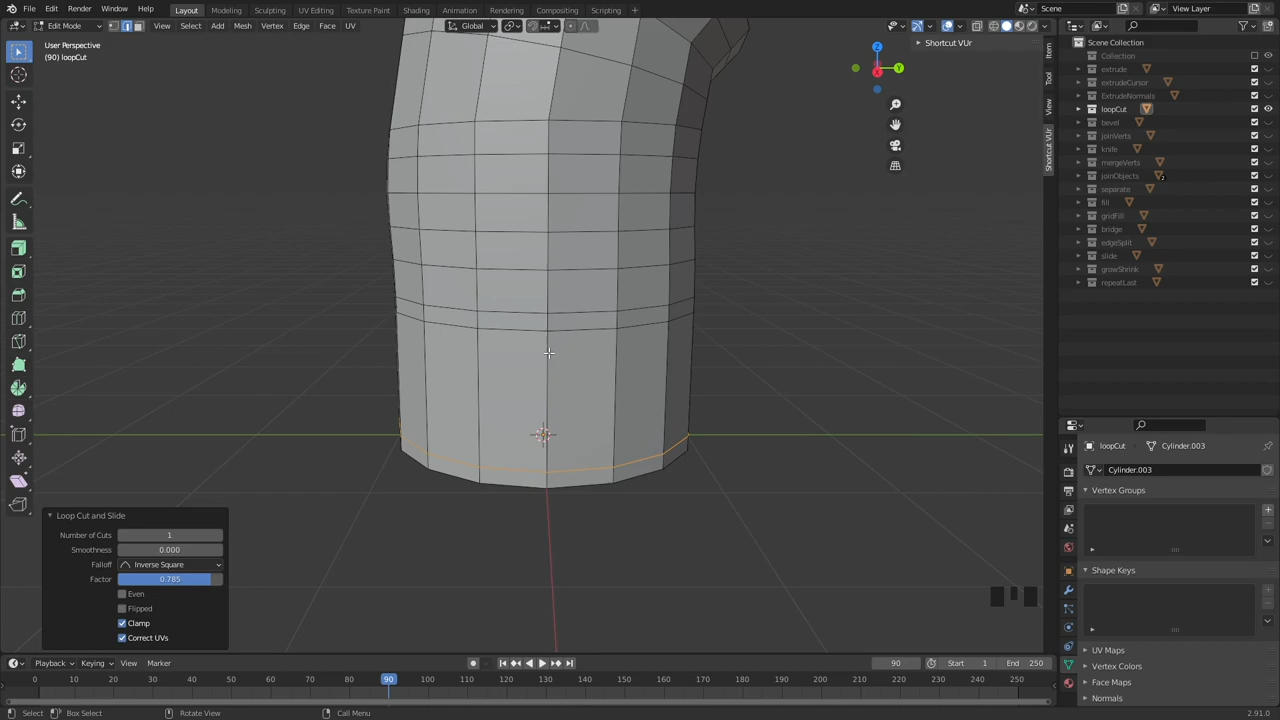 File Edit Render Window Help Layout Modeling Sculpting UV Editing Texture Paint Shading Animation Rendering Compositing Scripting + Scene View Layer
Edit Mode View Select Add Mesh Vertex Edge Face UV Global
User Perspective
(90) loopCut
Shortcut VUr
Item
Tool
View
Shortcut VUr
Z
Y
X
Scene Collection
Collection
extrude
extrudeCursor
ExtrudeNormals
loopCut
bevel
joinVerts
knife
mergeVerts
joinObjects 2
separate
fill
gridFill
bridge
edgeSplit
slide
growShrink
repeatLast
loopCut Cylinder.003
Cylinder.003
Vertex Groups
Shape Keys
UV Maps
Vertex Colors
Face Maps
Normals
Loop Cut and Slide
Number of Cuts 1
Smoothness 0.000
Falloff Inverse Square
Factor 0.785
Even
Flipped
Clamp
Correct UVs
Playback Keying View Marker 90 Start 1 End 250
0 10 20 30 40 50 60 70 80 90 100 110 120 130 140 150 160 170 180 190 200 210 220 230 240 250
Select Box Select Rotate View Call Menu 2.91.0